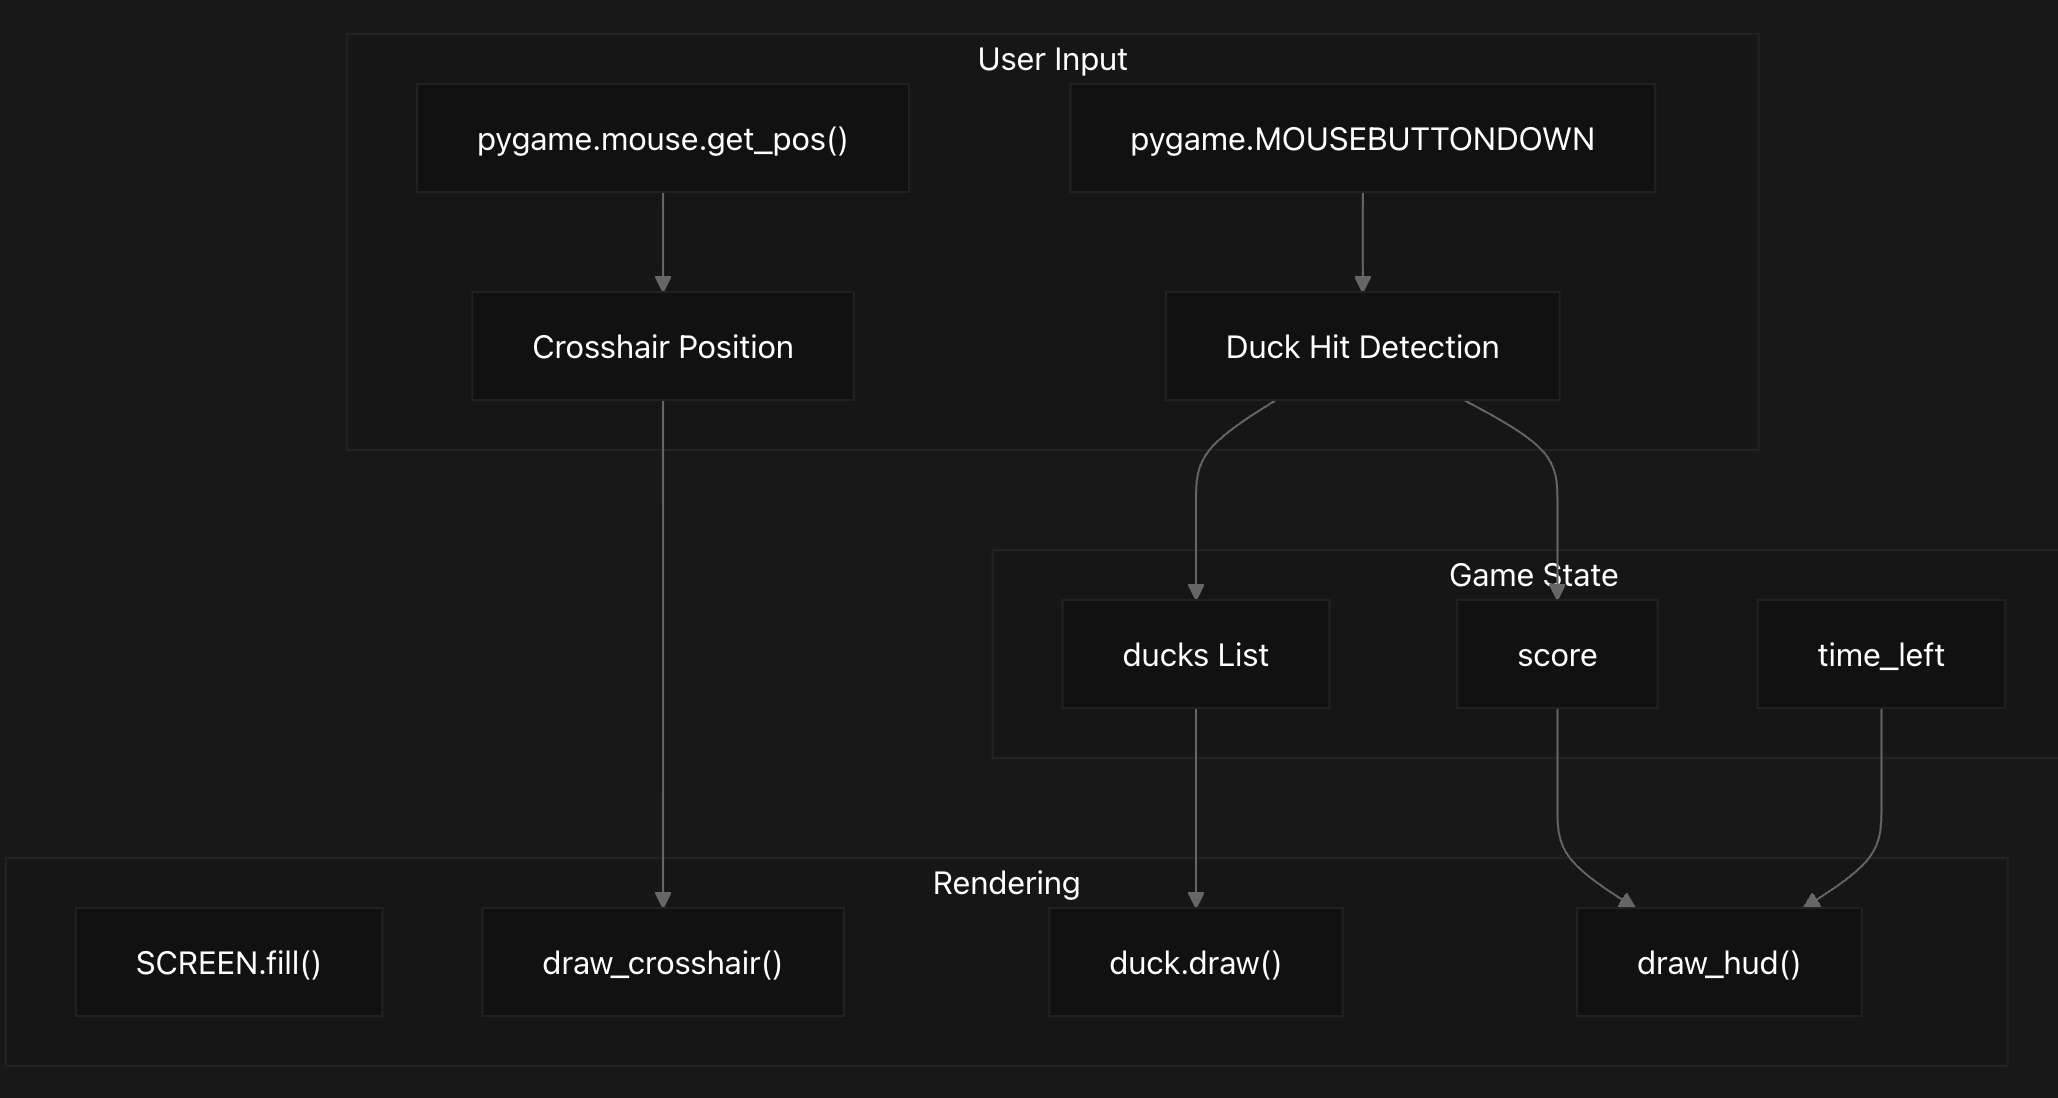 User Input
pygame.mouse.get_pos()
pygame.MOUSEBUTTONDOWN
Crosshair Position
Duck Hit Detection
Game State
ducks List
score
time_left
Rendering
SCREEN.fill()
draw_crosshair()
duck.draw()
draw_hud()